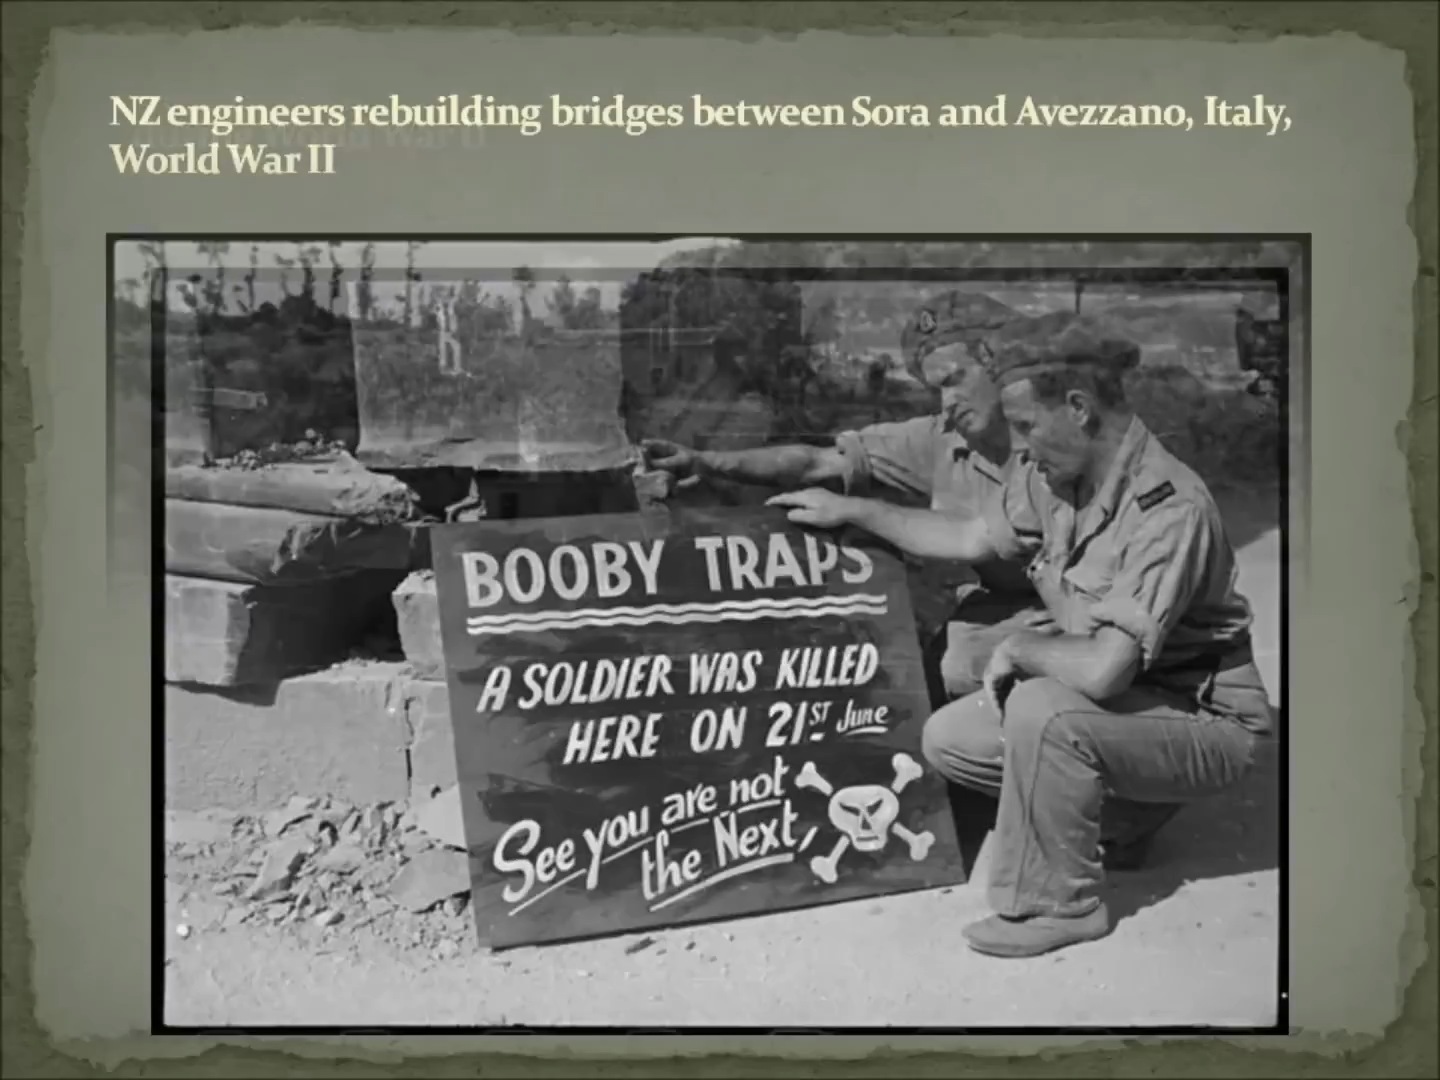 NZ engineers rebuilding bridges between Sora and Avezzano, Italy,
World War II
BOOBY TRAPS
A SOLDIER WAS KILLED
HERE ON 21ST June
See you are not
the Next,